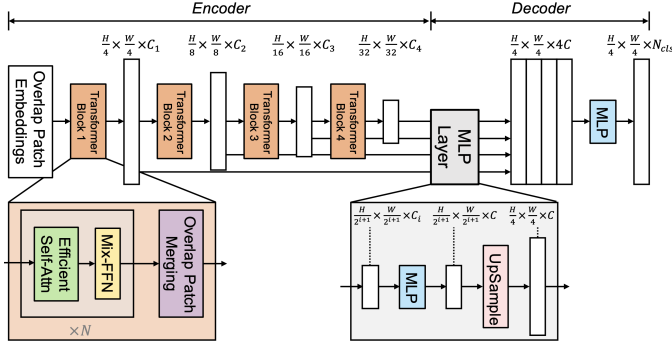 Encoder
Decoder
H/4 × W/4 × C₁
H/8 × W/8 × C₂
H/16 × W/16 × C₃
H/32 × W/32 × C₄
H/4 × W/4 × 4C
H/4 × W/4 × N_cls
Overlap Patch
Embeddings
Transformer
Block 1
Transformer
Block 2
Transformer
Block 3
Transformer
Block 4
MLP
Layer
MLP
Efficient
Self-Attn
Mix-FFN
Overlap Patch
Merging
×N
H/2^{i+1} × W/2^{i+1} × C_i
H/2^{i+1} × W/2^{i+1} × C
H/4 × W/4 × C
MLP
UpSample